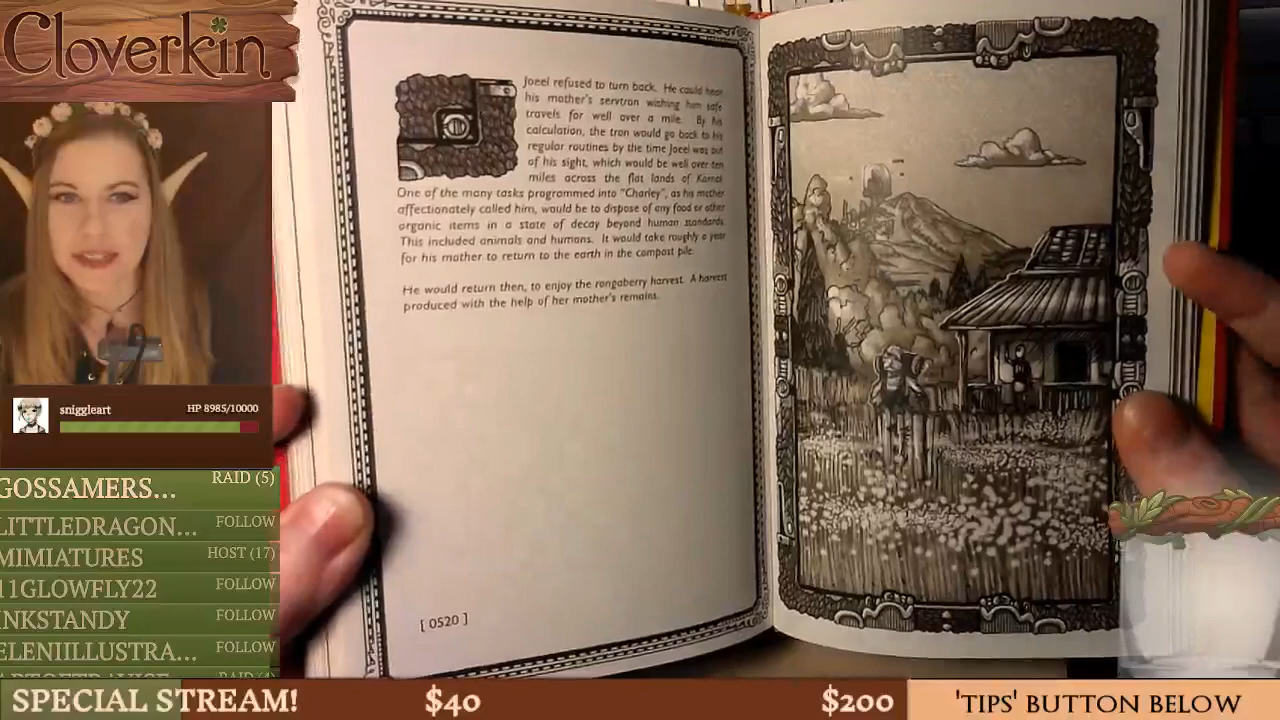 Cloverkin
sniggleart
HP 8985/10000
GOSSAMERS...
RAID (5)
LITTLEDRAGON...
FOLLOW
MIMIATURES
HOST (17)
11GLOWFLY22
FOLLOW
INKSTANDY
FOLLOW
ELENIILLUSTRA...
FOLLOW
SPECIAL STREAM!
$40
$200
'TIPS' BUTTON BELOW
Joeel refused to turn back. He could hear
his mother's servtron wishing him safe
travels for well over a mile. By his
calculation, the tron would go back to his
regular routines by the time Joeel was out
of his sight, which would be well over ten
miles across the flat lands of
One of the many tasks programmed into "Charley", as his mother
affectionately called him, would be to dispose of any food or other
organic items in a state of decay beyond human standards.
This included animals and humans. It would take roughly a year
for his mother to return to the earth in the compost pile.
He would return then, to enjoy the rongaberry harvest. A harvest
produced with the help of her mother's remains.
[ 0520 ]